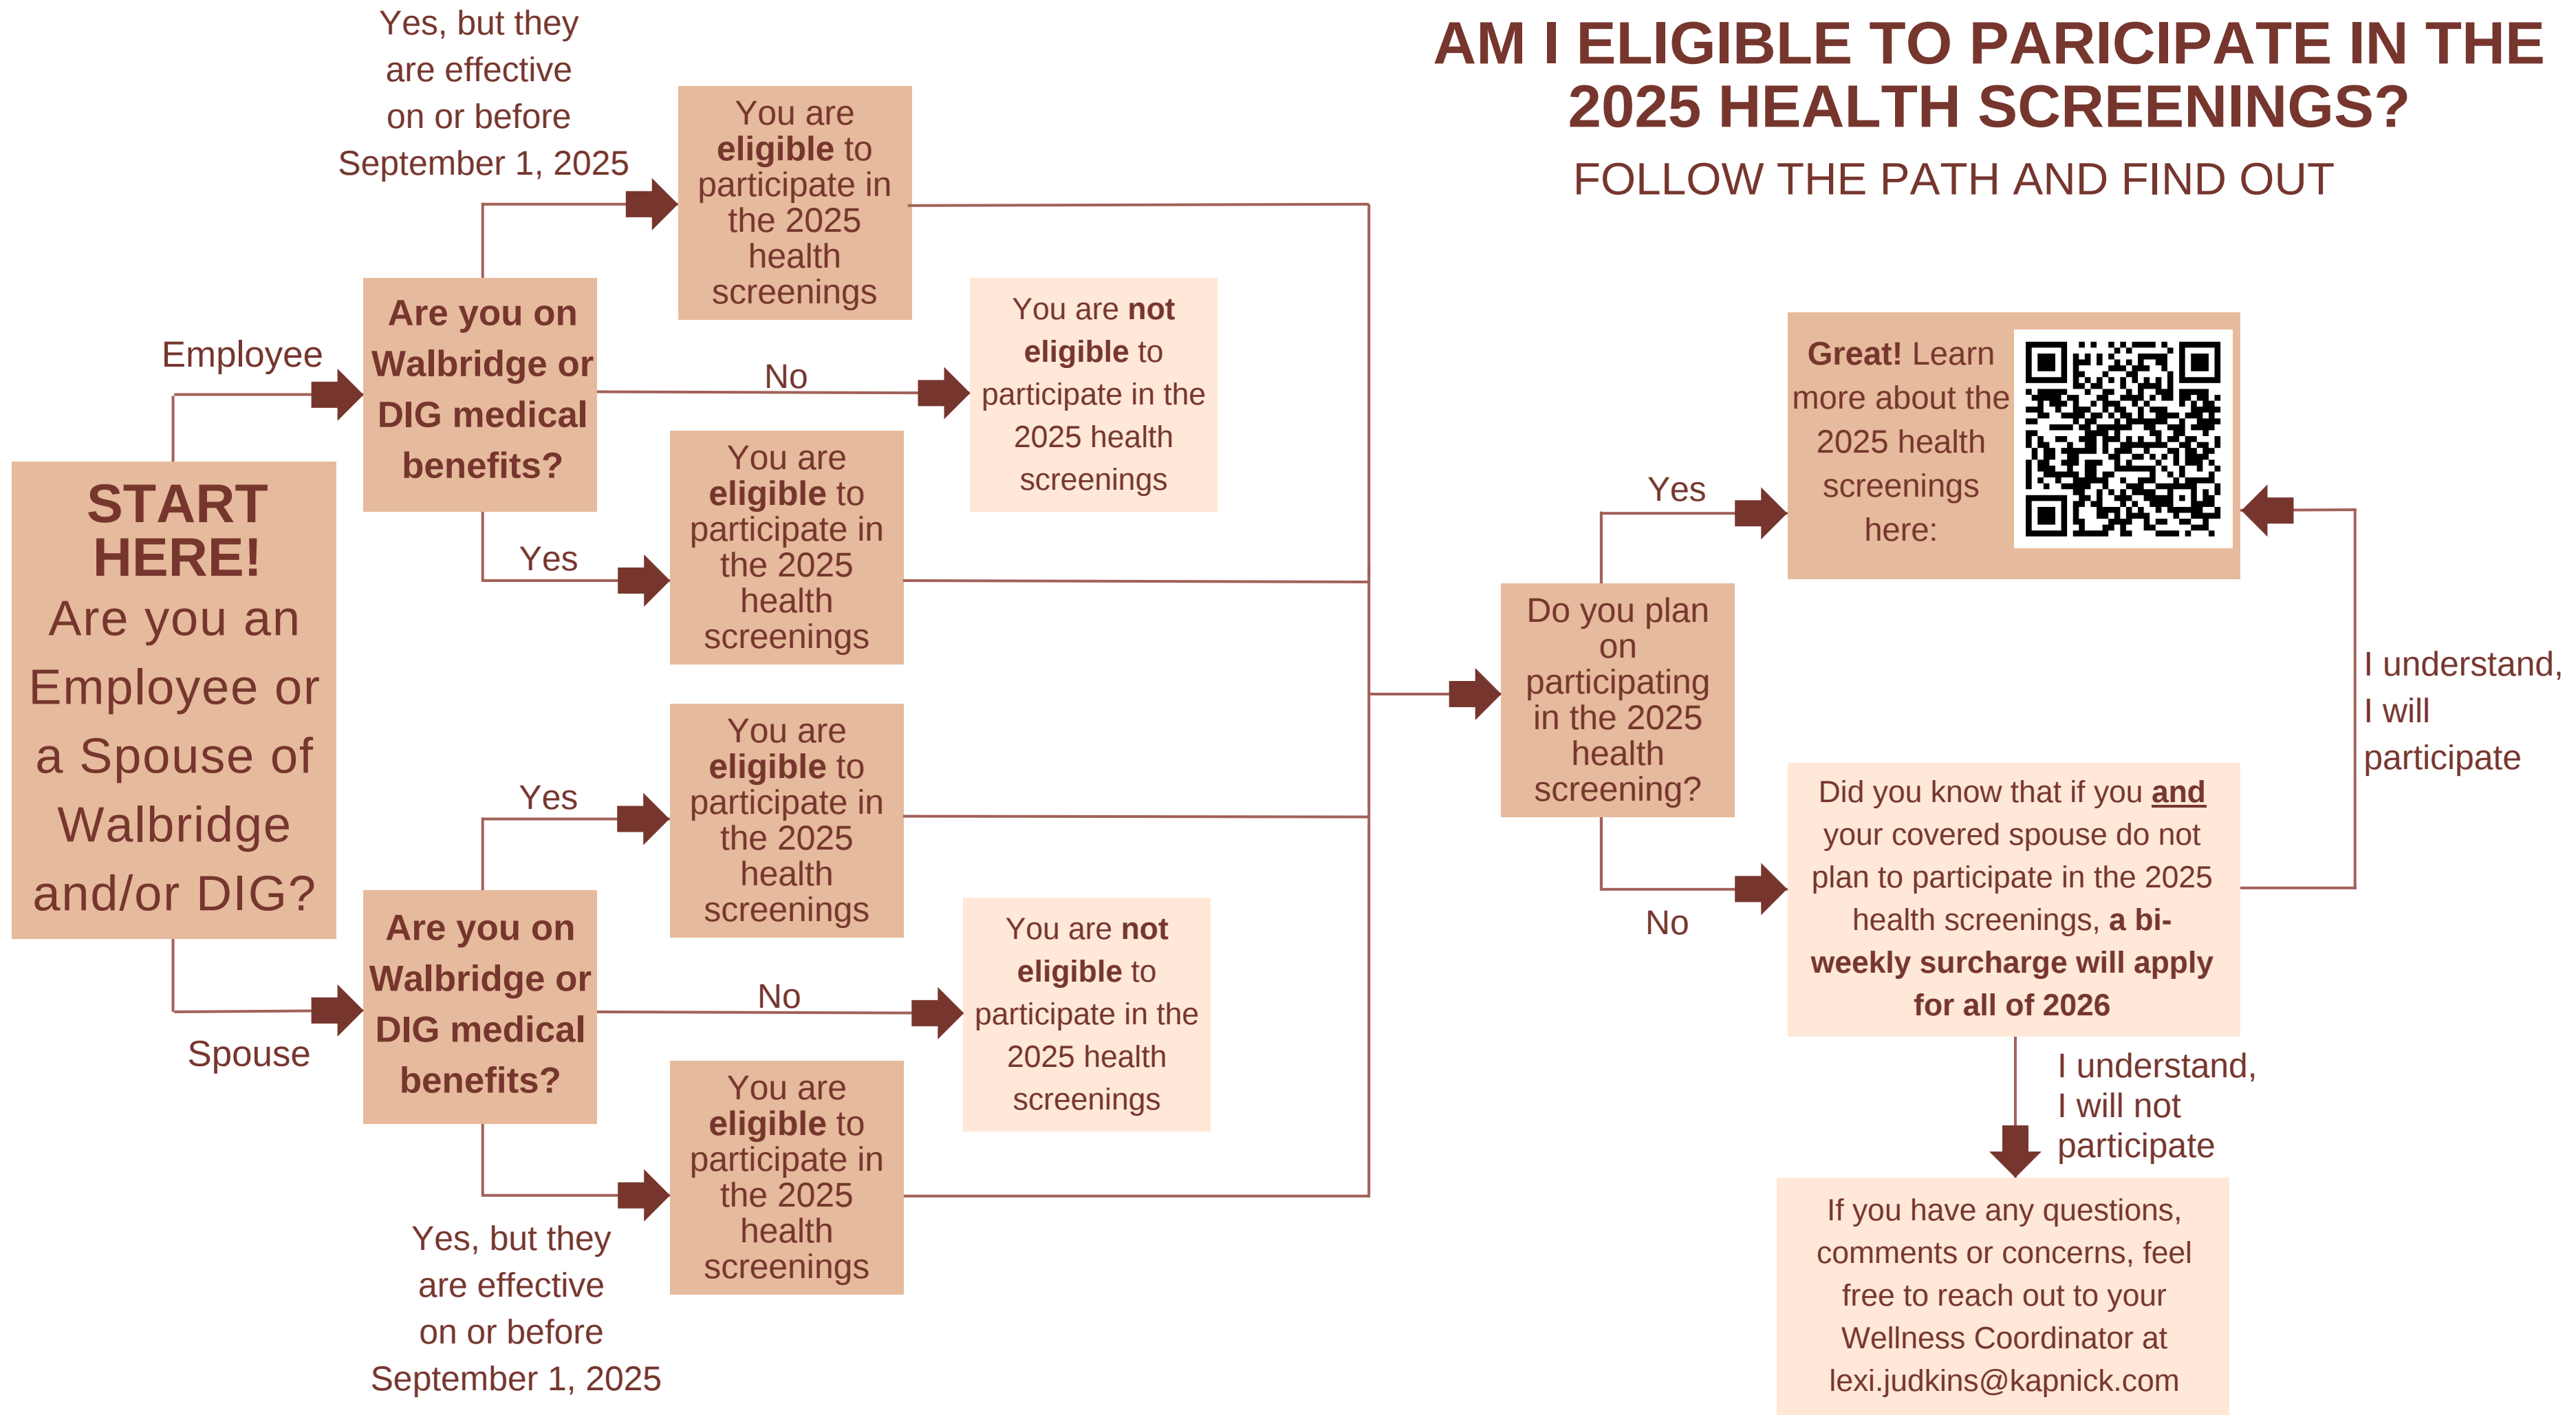 AM I ELIGIBLE TO PARICIPATE IN THE
2025 HEALTH SCREENINGS?
FOLLOW THE PATH AND FIND OUT
START
HERE!
Are you an
Employee or
a Spouse of
Walbridge
and/or DIG?
Employee
Are you on
Walbridge or
DIG medical
benefits?
Yes, but they
are effective
on or before
September 1, 2025
You are
eligible to
participate in
the 2025
health
screenings
No
You are not
eligible to
participate in the
2025 health
screenings
Yes
You are
eligible to
participate in
the 2025
health
screenings
Spouse
Are you on
Walbridge or
DIG medical
benefits?
Yes
You are
eligible to
participate in
the 2025
health
screenings
No
You are not
eligible to
participate in the
2025 health
screenings
Yes, but they
are effective
on or before
September 1, 2025
You are
eligible to
participate in
the 2025
health
screenings
Do you plan
on
participating
in the 2025
health
screening?
Yes
Great! Learn
more about the
2025 health
screenings
here:
No
Did you know that if you and
your covered spouse do not
plan to participate in the 2025
health screenings, a bi-
weekly surcharge will apply
for all of 2026
I understand,
I will
participate
I understand,
I will not
participate
If you have any questions,
comments or concerns, feel
free to reach out to your
Wellness Coordinator at
lexi.judkins@kapnick.com